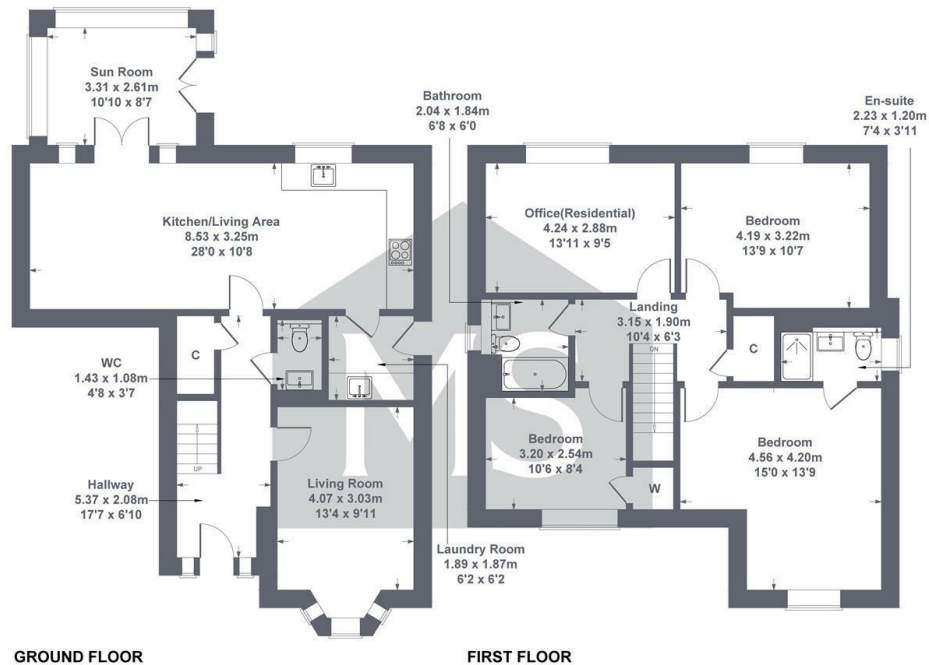 Sun Room
3.31 x 2.61m
10'10 x 8'7
Bathroom
2.04 x 1.84m
6'8 x 6'0
En-suite
2.23 x 1.20m
7'4 x 3'11
Kitchen/Living Area
8.53 x 3.25m
28'0 x 10'8
Office(Residential)
4.24 x 2.88m
13'11 x 9'5
Bedroom
4.19 x 3.22m
13'9 x 10'7
Landing
3.15 x 1.90m
10'4 x 6'3
DN
C
C
WC
1.43 x 1.08m
4'8 x 3'7
MS
Bedroom
3.20 x 2.54m
10'6 x 8'4
Bedroom
4.56 x 4.20m
15'0 x 13'9
UP
W
Hallway
5.37 x 2.08m
17'7 x 6'10
Living Room
4.07 x 3.03m
13'4 x 9'11
Laundry Room
1.89 x 1.87m
6'2 x 6'2
GROUND FLOOR
FIRST FLOOR